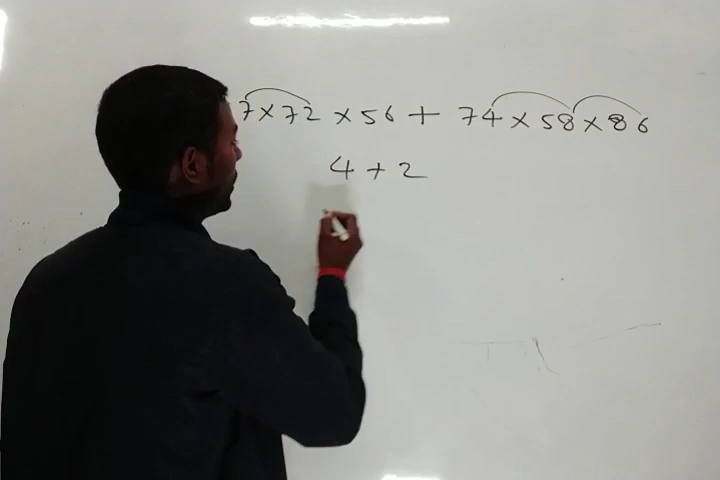 7 × 72 × 56 + 74 × 58 × 86
4 + 2